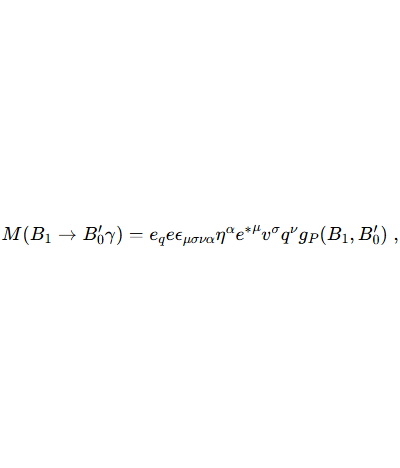 $M(B_1 \to B_0' \gamma) = e_q e \epsilon_{\mu\sigma\nu\alpha} \eta^\alpha e^{*\mu} v^\sigma q^\nu g_P(B_1, B_0') \ ,$